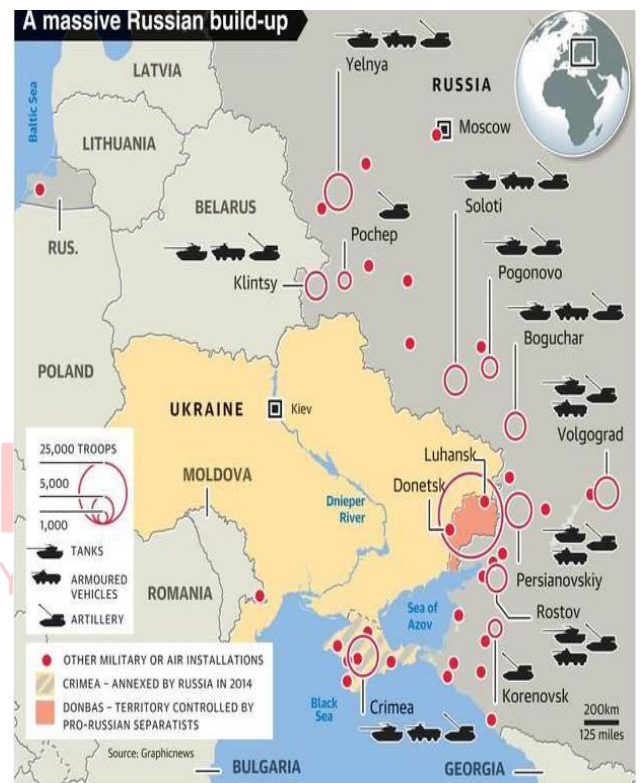 A massive Russian build-up
LATVIA
Yelnya
RUSSIA
Baltic Sea
LITHUANIA
Moscow
BELARUS
Soloti
RUS.
Pochep
Pogonovo
Klintsy
Boguchar
POLAND
UKRAINE
Kiev
Volgograd
25,000 TROOPS
5,000
1,000
MOLDOVA
Luhansk
Donetsk
Dnieper
River
TANKS
ARMOURED
VEHICLES
ARTILLERY
ROMANIA
Persianovskiy
Sea of
Azov
Rostov
OTHER MILITARY OR AIR INSTALLATIONS
CRIMEA – ANNEXED BY RUSSIA IN 2014
DONBAS – TERRITORY CONTROLLED BY
PRO-RUSSIAN SEPARATISTS
Black
Sea
Crimea
Korenovsk
200km
125 miles
Source: Graphicnews
BULGARIA
GEORGIA